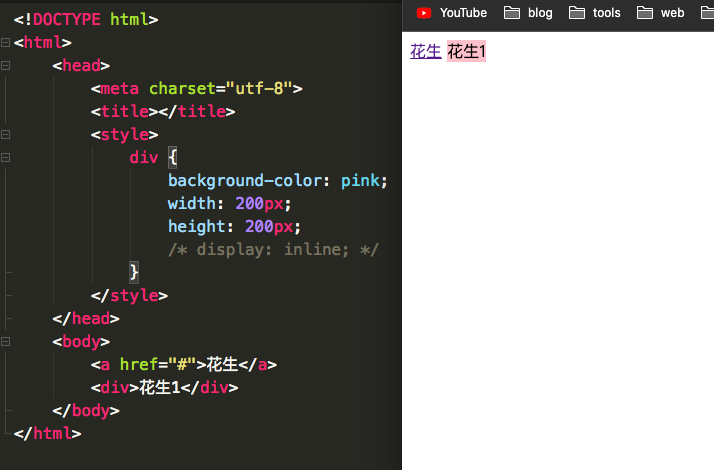 <!DOCTYPE html>
<html>
<head>
<meta charset="utf-8">
<title></title>
<style>
div {
background-color: pink;
width: 200px;
height: 200px;
/* display: inline; */
}
</style>
</head>
<body>
<a href="#">花生</a>
<div>花生1</div>
</body>
</html>
YouTube blog tools web
花生 花生1